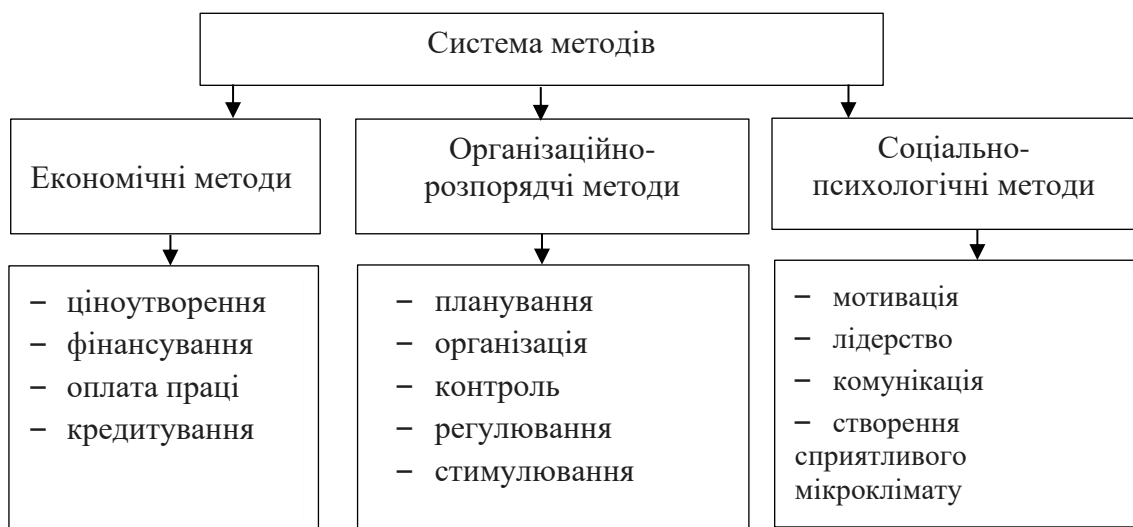 Система методів
Економічні методи
Організаційно-
розпорядчі методи
Соціально-
психологічні методи
– ціноутворення
– фінансування
– оплата праці
– кредитування
– планування
– організація
– контроль
– регулювання
– стимулювання
– мотивація
– лідерство
– комунікація
– створення
сприятливого
мікроклімату